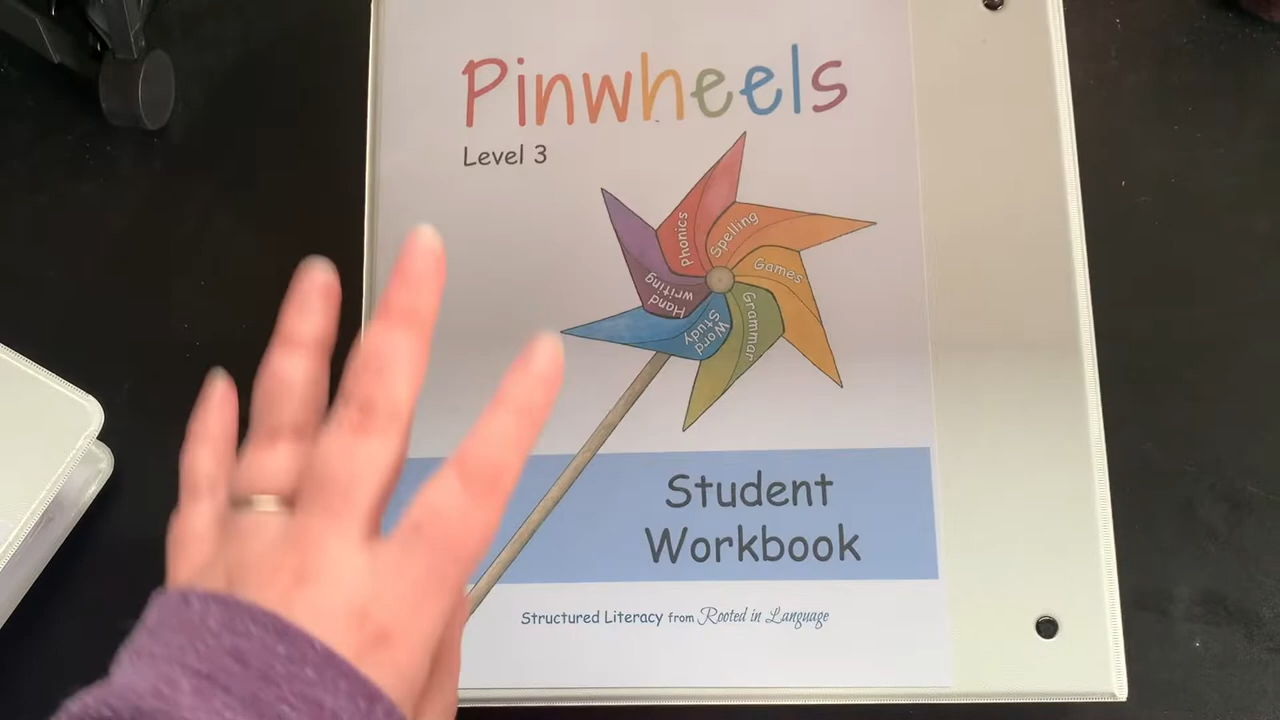 Pinwheels
Level 3
Phonics
Spelling
Games
Grammar
Word
Study
Hand
writing
Student
Workbook
Structured Literacy from Rooted in Language